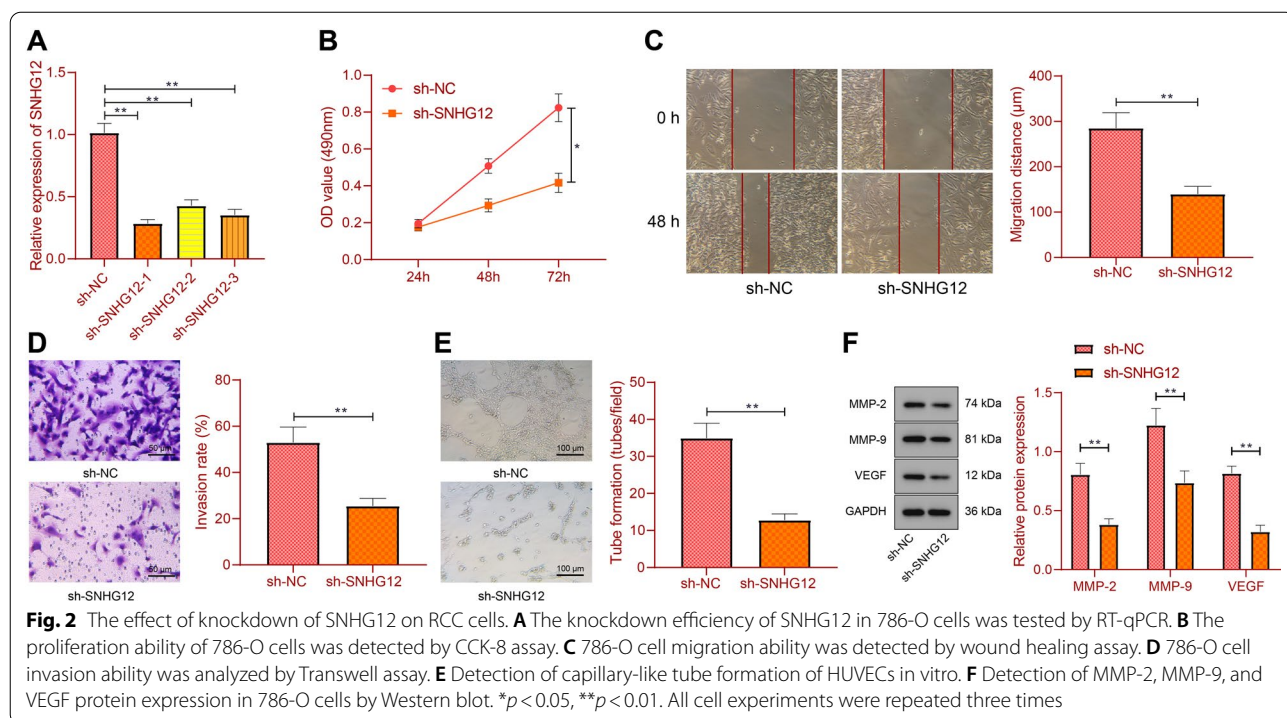 A
Relative expression of SNHG12
1.5
1.0
0.5
0.0
**
**
**
sh-NC
sh-SNHG12-1
sh-SNHG12-2
sh-SNHG12-3
B
OD value (490nm)
1.0
0.8
0.6
0.4
0.2
0.0
sh-NC
sh-SNHG12
*
24h
48h
72h
C
0 h
48 h
sh-NC
sh-SNHG12
Migration distance (µm)
400
300
200
100
0
**
sh-NC
sh-SNHG12
D
50 µm
sh-NC
50 µm
sh-SNHG12
Invasion rate (%)
80
60
40
20
0
**
sh-NC
sh-SNHG12
E
100 µm
sh-NC
100 µm
sh-SNHG12
Tube formation (tubes/field)
50
40
30
20
10
0
**
sh-NC
sh-SNHG12
F
MMP-2 74 kDa
MMP-9 81 kDa
VEGF 12 kDa
GAPDH 36 kDa
sh-NC
sh-SNHG12
sh-NC
sh-SNHG12
Relative protein expression
1.5
1.0
0.5
0.0
**
**
**
MMP-2
MMP-9
VEGF
Fig. 2 The effect of knockdown of SNHG12 on RCC cells. A The knockdown efficiency of SNHG12 in 786-O cells was tested by RT-qPCR. B The
proliferation ability of 786-O cells was detected by CCK-8 assay. C 786-O cell migration ability was detected by wound healing assay. D 786-O cell
invasion ability was analyzed by Transwell assay. E Detection of capillary-like tube formation of HUVECs in vitro. F Detection of MMP-2, MMP-9, and
VEGF protein expression in 786-O cells by Western blot. *p < 0.05, **p < 0.01. All cell experiments were repeated three times